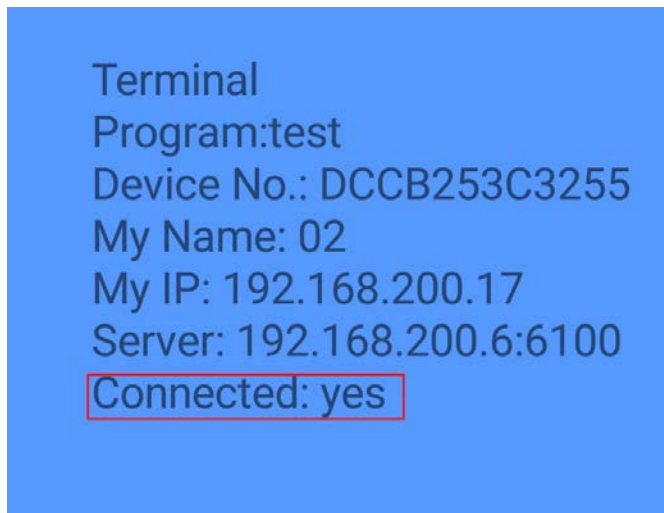 Terminal
Program:test
Device No.: DCCB253C3255
My Name: 02
My IP: 192.168.200.17
Server: 192.168.200.6:6100
Connected: yes